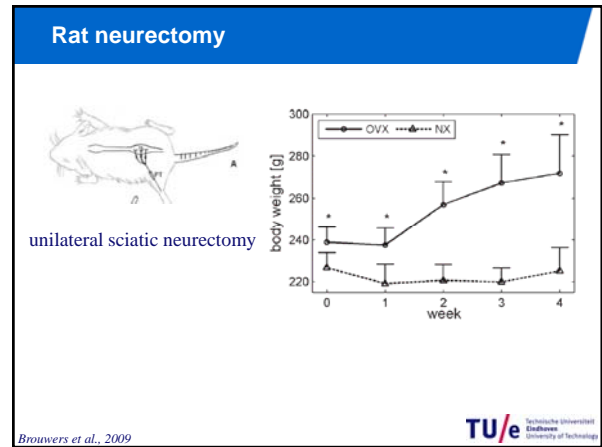 Rat neurectomy
A
PT
unilateral sciatic neurectomy
OVX
NX
body weight [g]
300
280
260
240
220
*
*
*
*
*
0
1
2
3
4
week
Brouwers et al., 2009
TU/e
Technische Universiteit
Eindhoven
University of Technology